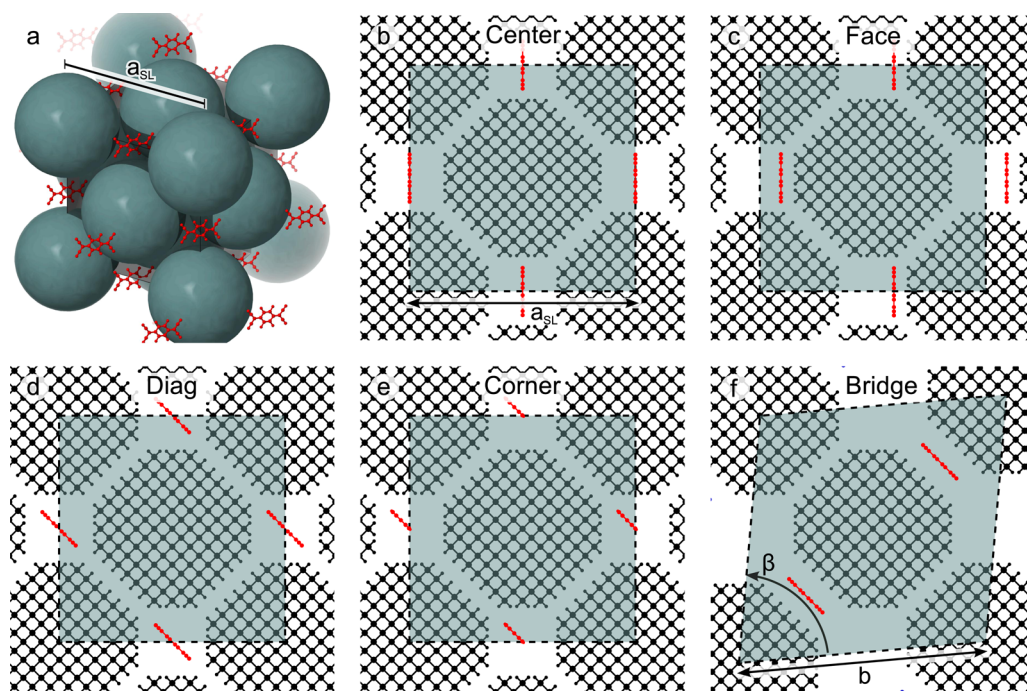 a
a_SL
b
Center
a_SL
c
Face
d
Diag
e
Corner
f
Bridge
β
b